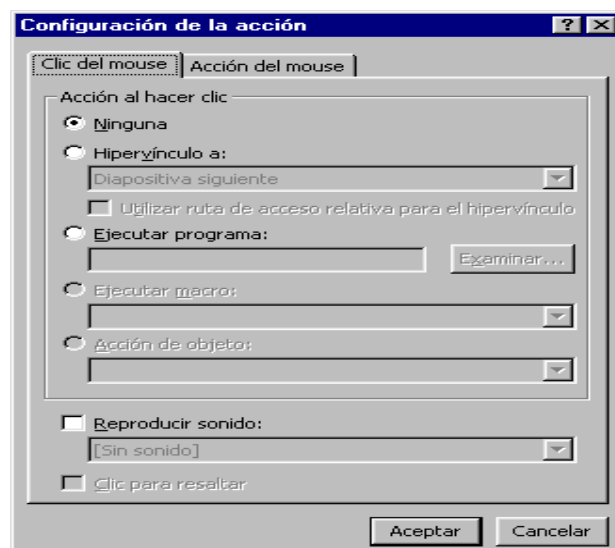 Configuración de la acción
Clic del mouse Acción del mouse
Acción al hacer clic
Ninguna
Hipervínculo a:
Diapositiva siguiente
Utilizar ruta de acceso relativa para el hipervínculo
Ejecutar programa:
Examinar...
Ejecutar macro:
Acción de objeto:
Reproducir sonido:
[Sin sonido]
Clic para resaltar
Aceptar Cancelar